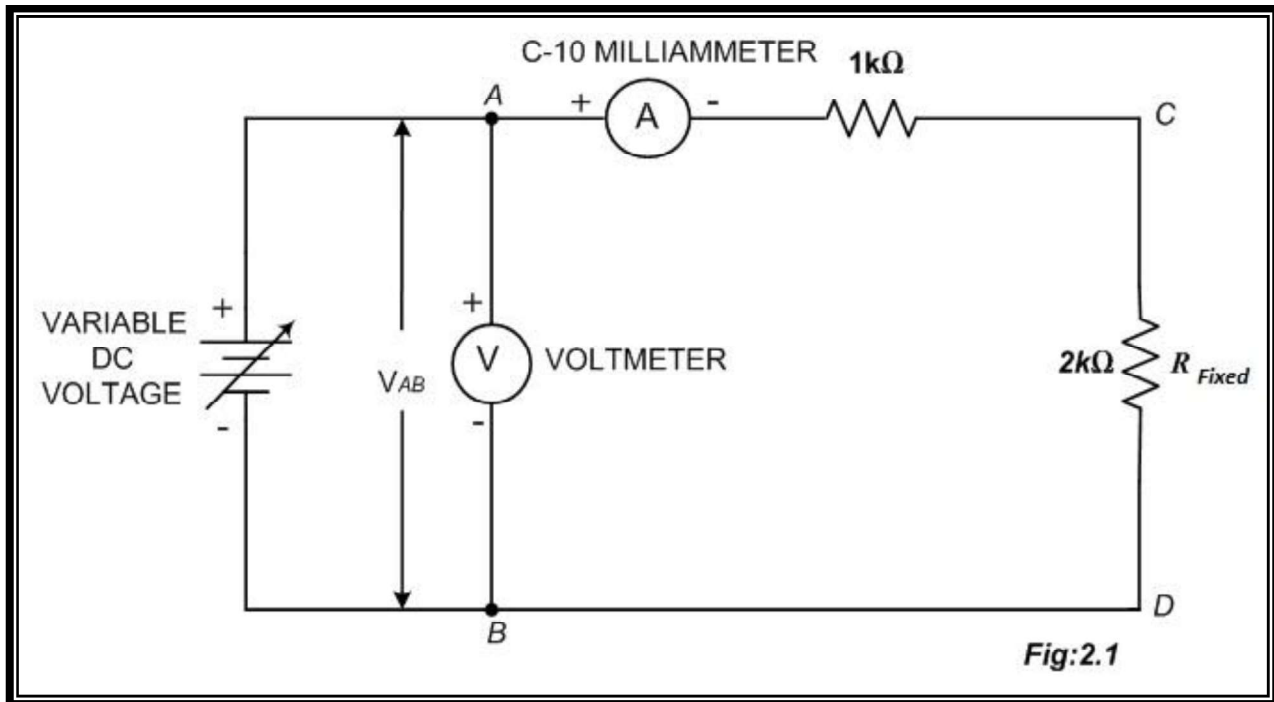 C-10 MILLIAMMETER
1kΩ
A
+
A
-
C
+
VARIABLE
DC
VOLTAGE
-
VAB
+
V
-
VOLTMETER
2kΩ
R Fixed
B
D
Fig:2.1